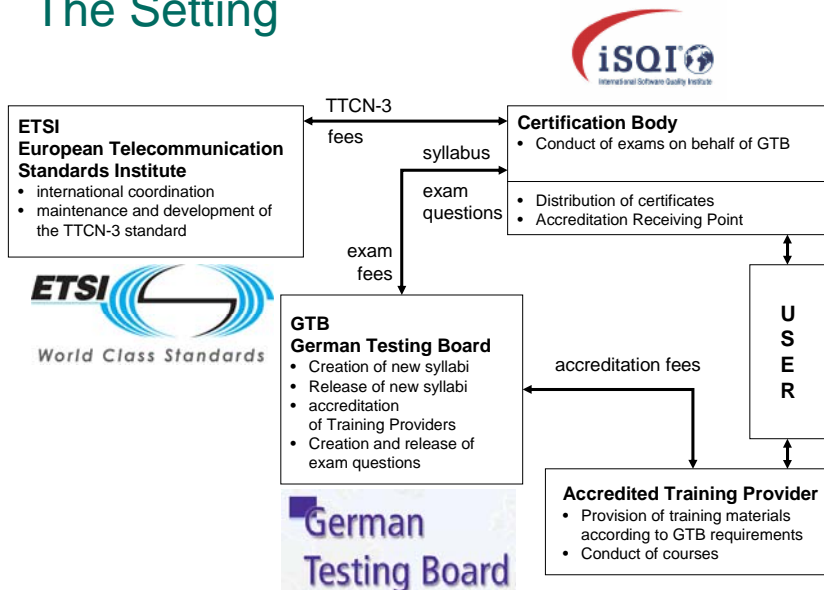 The Setting
iSQI
International Software Quality Institute
TTCN-3
fees
ETSI
European Telecommunication
Standards Institute
• international coordination
• maintenance and development of
the TTCN-3 standard
Certification Body
• Conduct of exams on behalf of GTB
• Distribution of certificates
• Accreditation Receiving Point
syllabus
exam
questions
exam
fees
ETSI
World Class Standards
GTB
German Testing Board
• Creation of new syllabi
• Release of new syllabi
• accreditation
of Training Providers
• Creation and release of
exam questions
accreditation fees
U
S
E
R
Accredited Training Provider
• Provision of training materials
according to GTB requirements
• Conduct of courses
German
Testing Board